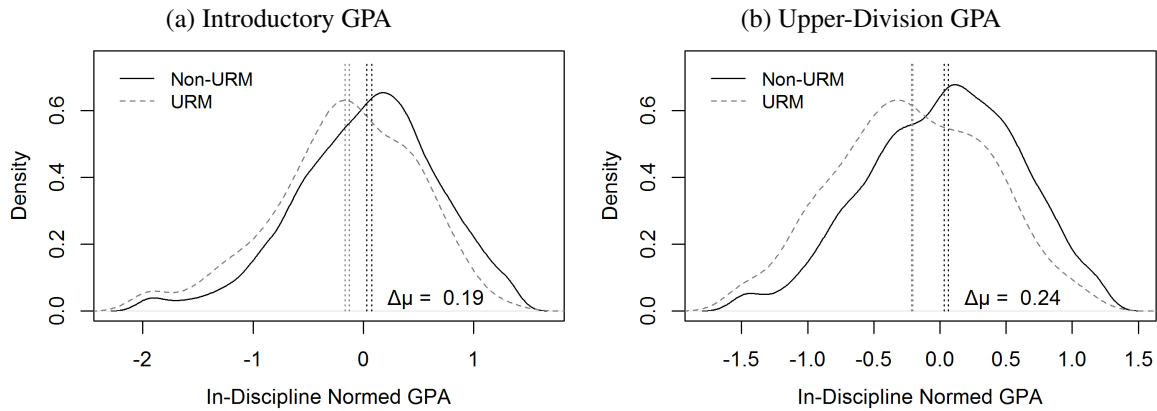 (a) Introductory GPA
Non-URM
URM
Density
0.0 0.2 0.4 0.6
Δμ = 0.19
-2 -1 0 1
In-Discipline Normed GPA
(b) Upper-Division GPA
Non-URM
URM
Density
0.0 0.2 0.4 0.6
Δμ = 0.24
-1.5 -1.0 -0.5 0.0 0.5 1.0 1.5
In-Discipline Normed GPA